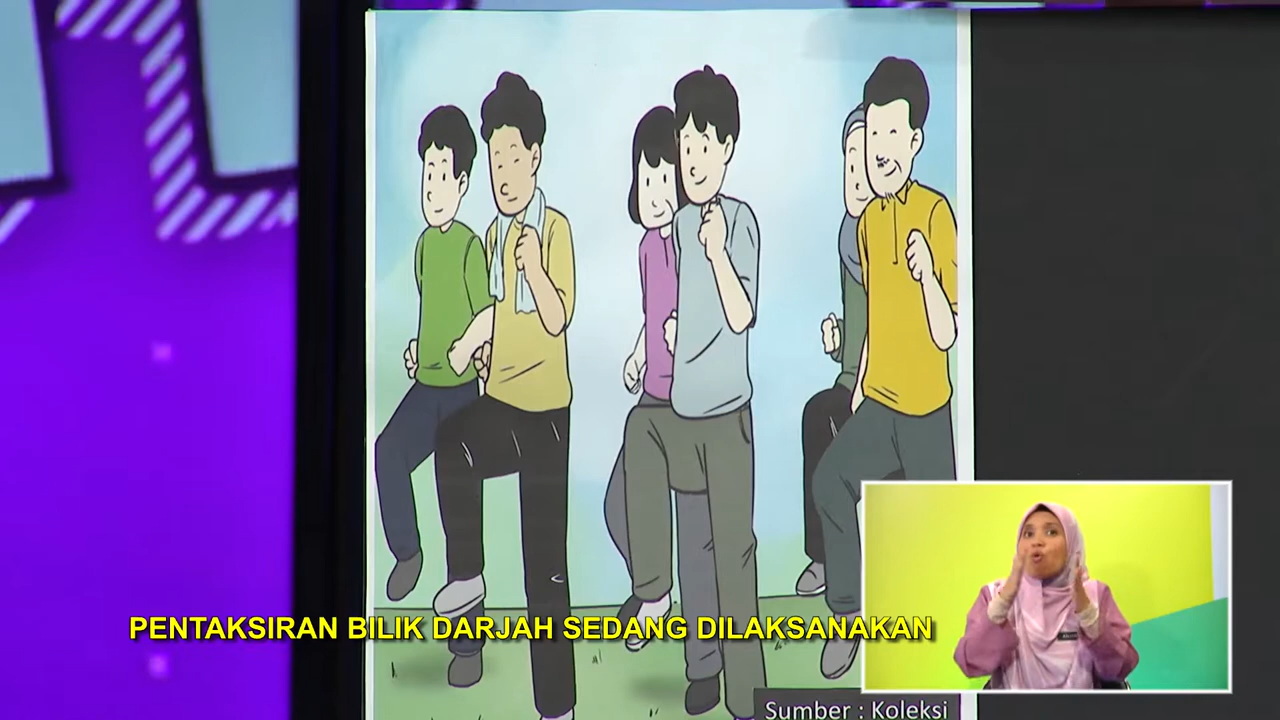 PENTAKSIRAN BILIK DARJAH SEDANG DILAKSANAKAN
Sumber : Koleksi